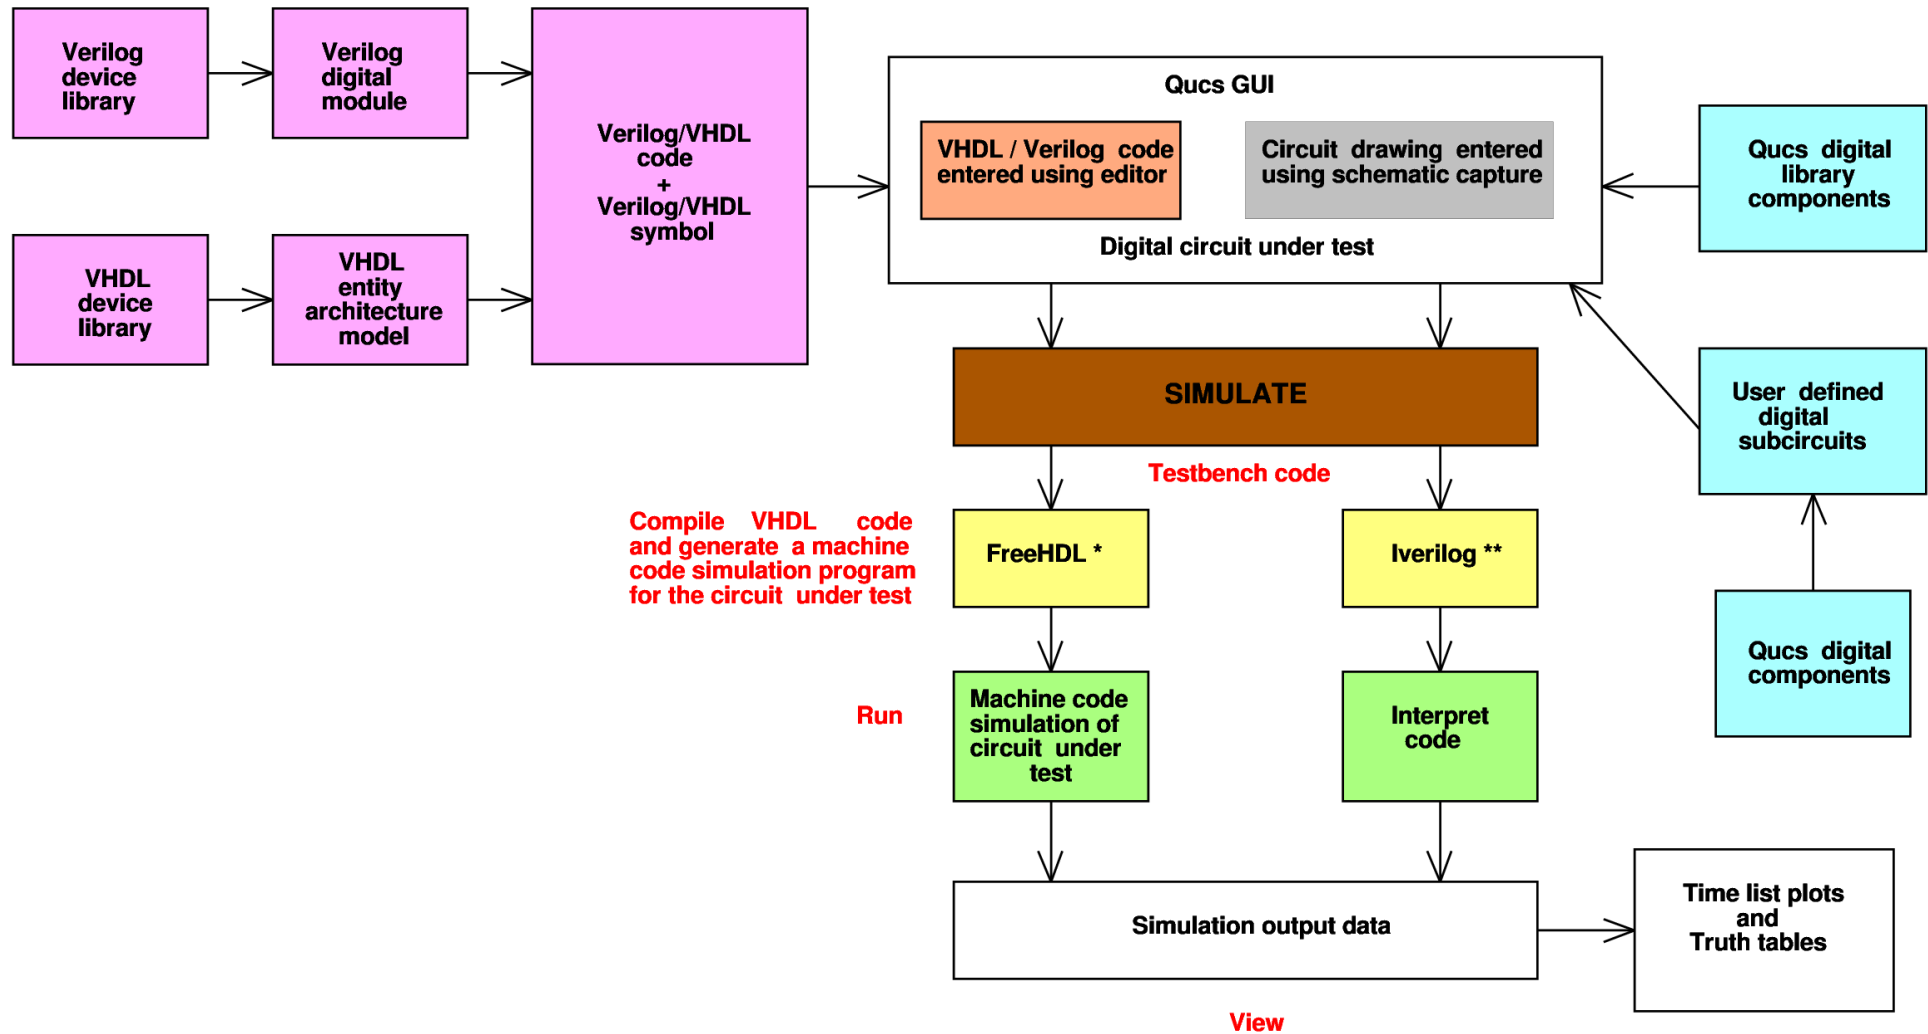 Verilog
device
library
Verilog
digital
module
VHDL
device
library
VHDL
entity
architecture
model
Verilog/VHDL
code
+
Verilog/VHDL
symbol
Qucs GUI
VHDL / Verilog code
entered using editor
Circuit drawing entered
using schematic capture
Digital circuit under test
Qucs digital
library
components
User defined
digital
subcircuits
Qucs digital
components
SIMULATE
Testbench code
Compile VHDL code
and generate a machine
code simulation program
for the circuit under test
FreeHDL *
Iverilog **
Run
Machine code
simulation of
circuit under
test
Interpret
code
Simulation output data
Time list plots
and
Truth tables
View